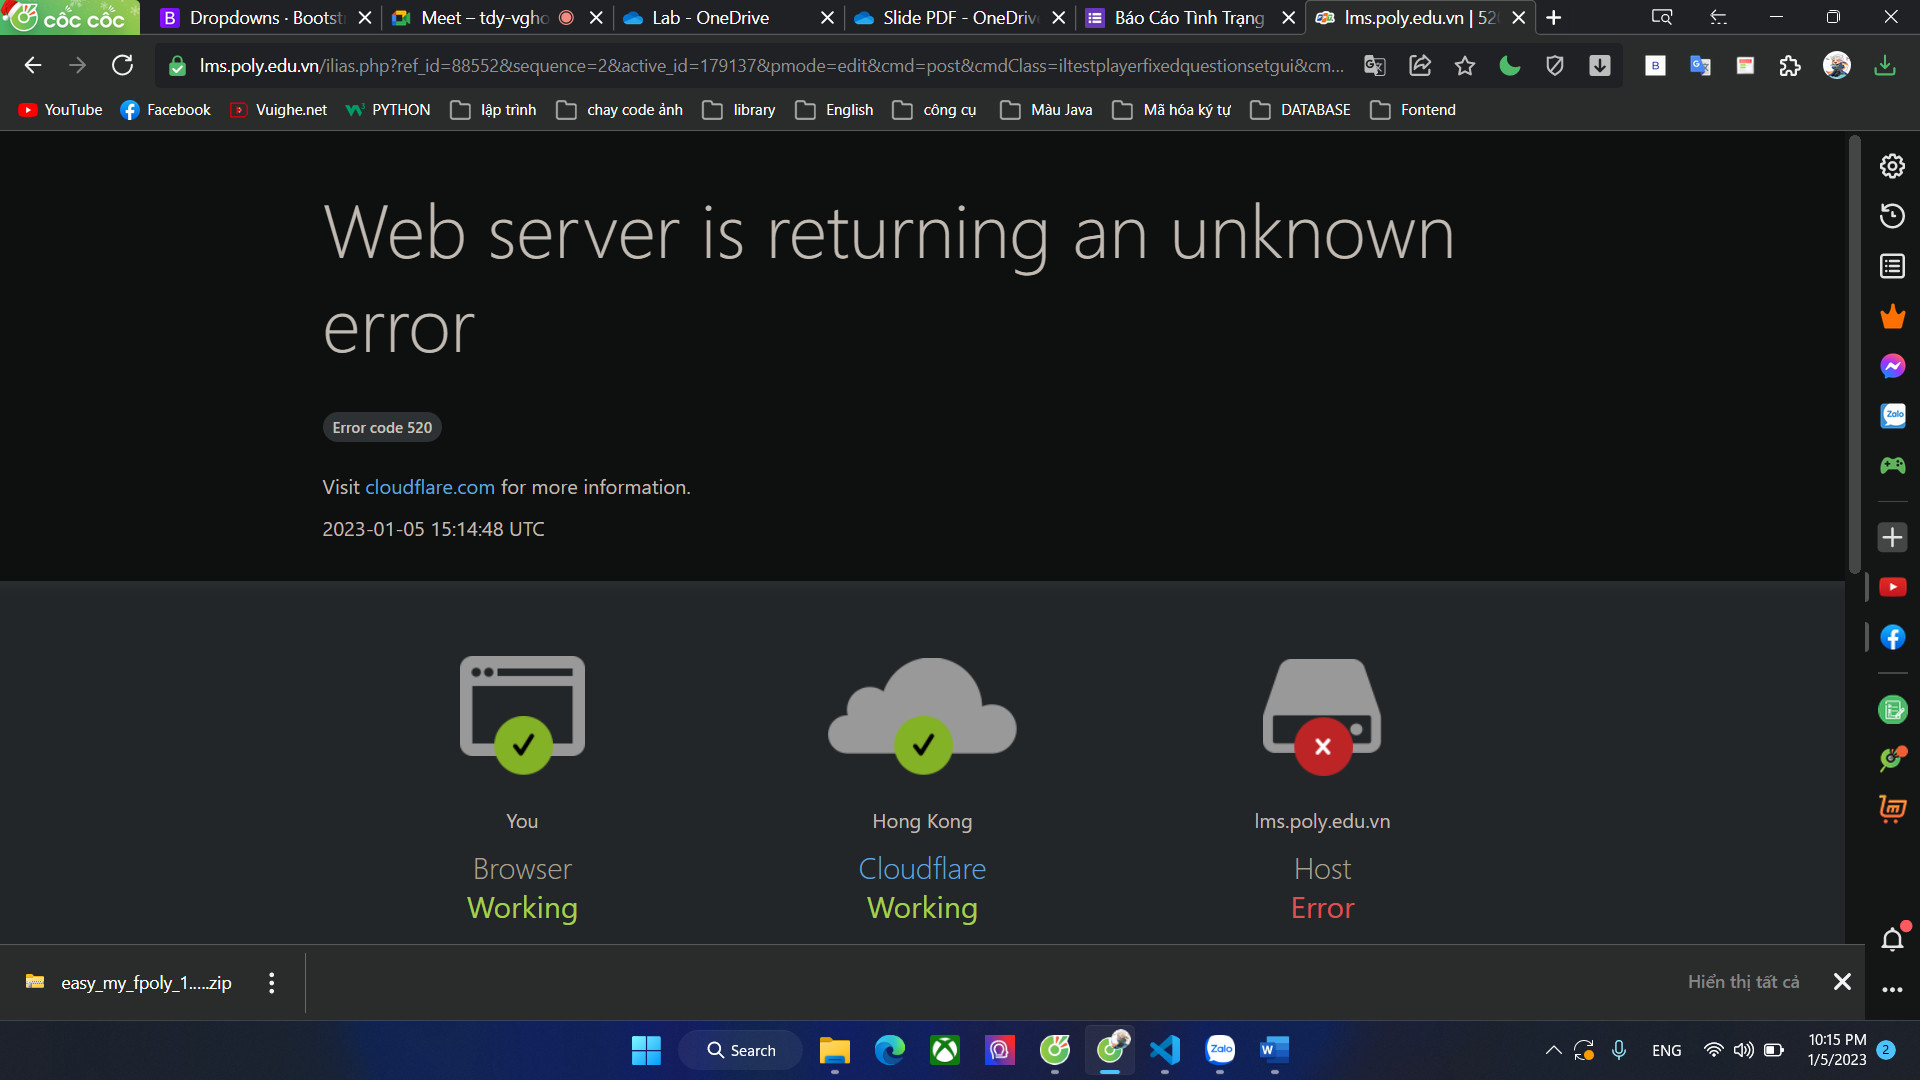 cốc cốc
Dropdowns · Bootst
Meet – tdy-vgho
Lab - OneDrive
Slide PDF - OneDriv
Báo Cáo Tình Trạng
lms.poly.edu.vn | 52
lms.poly.edu.vn/ilias.php?ref_id=88552&sequence=2&active_id=179137&pmode=edit&cmd=post&cmdClass=iltestplayerfixedquestionsetgui&cm...
YouTube
Facebook
Vuighe.net
PYTHON
lập trình
chay code ảnh
library
English
công cụ
Màu Java
Mã hóa ký tự
DATABASE
Fontend
Web server is returning an unknown
error
Error code 520
Visit cloudflare.com for more information.
2023-01-05 15:14:48 UTC
You
Browser
Working
Hong Kong
Cloudflare
Working
lms.poly.edu.vn
Host
Error
easy_my_fpoly_1.....zip
Hiển thị tất cả
Search
Zalo
ENG
10:15 PM
1/5/2023
2